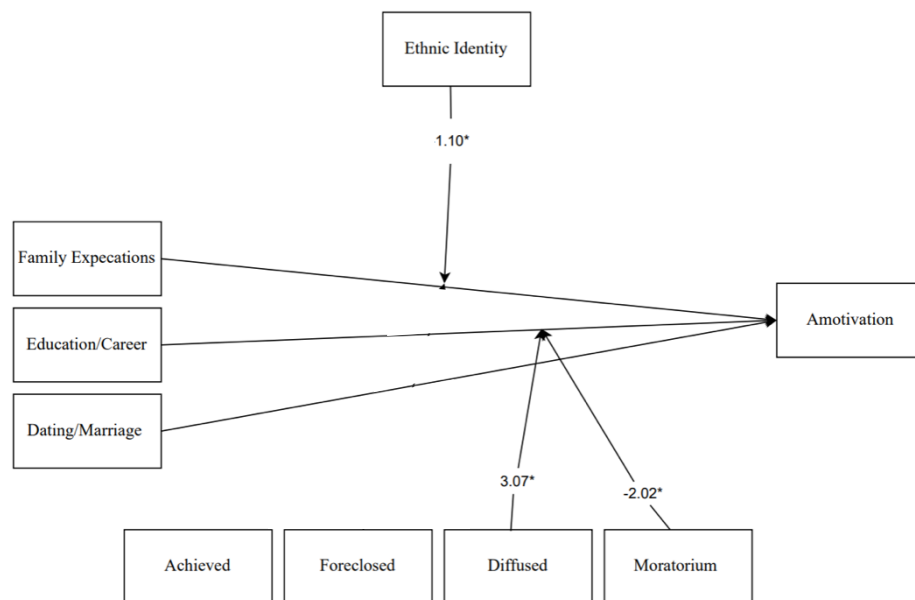 Ethnic Identity
1.10*
Family Expecations
Education/Career
Amotivation
Dating/Marriage
3.07*
-2.02*
Achieved
Foreclosed
Diffused
Moratorium